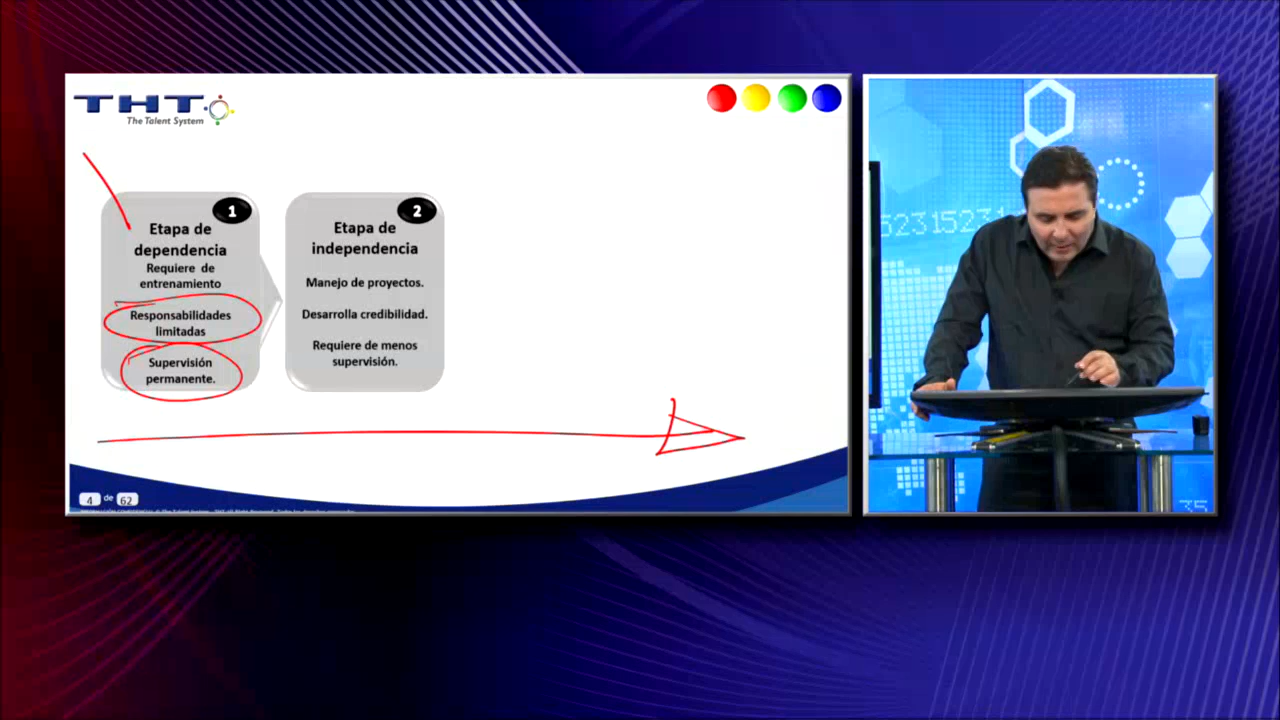 THT
The Talent System
1
Etapa de
dependencia
Requiere de
entrenamiento
Responsabilidades
limitadas
Supervisión
permanente.
2
Etapa de
independencia
Manejo de proyectos.
Desarrolla credibilidad.
Requiere de menos
supervisión.
4 de 62
52315231